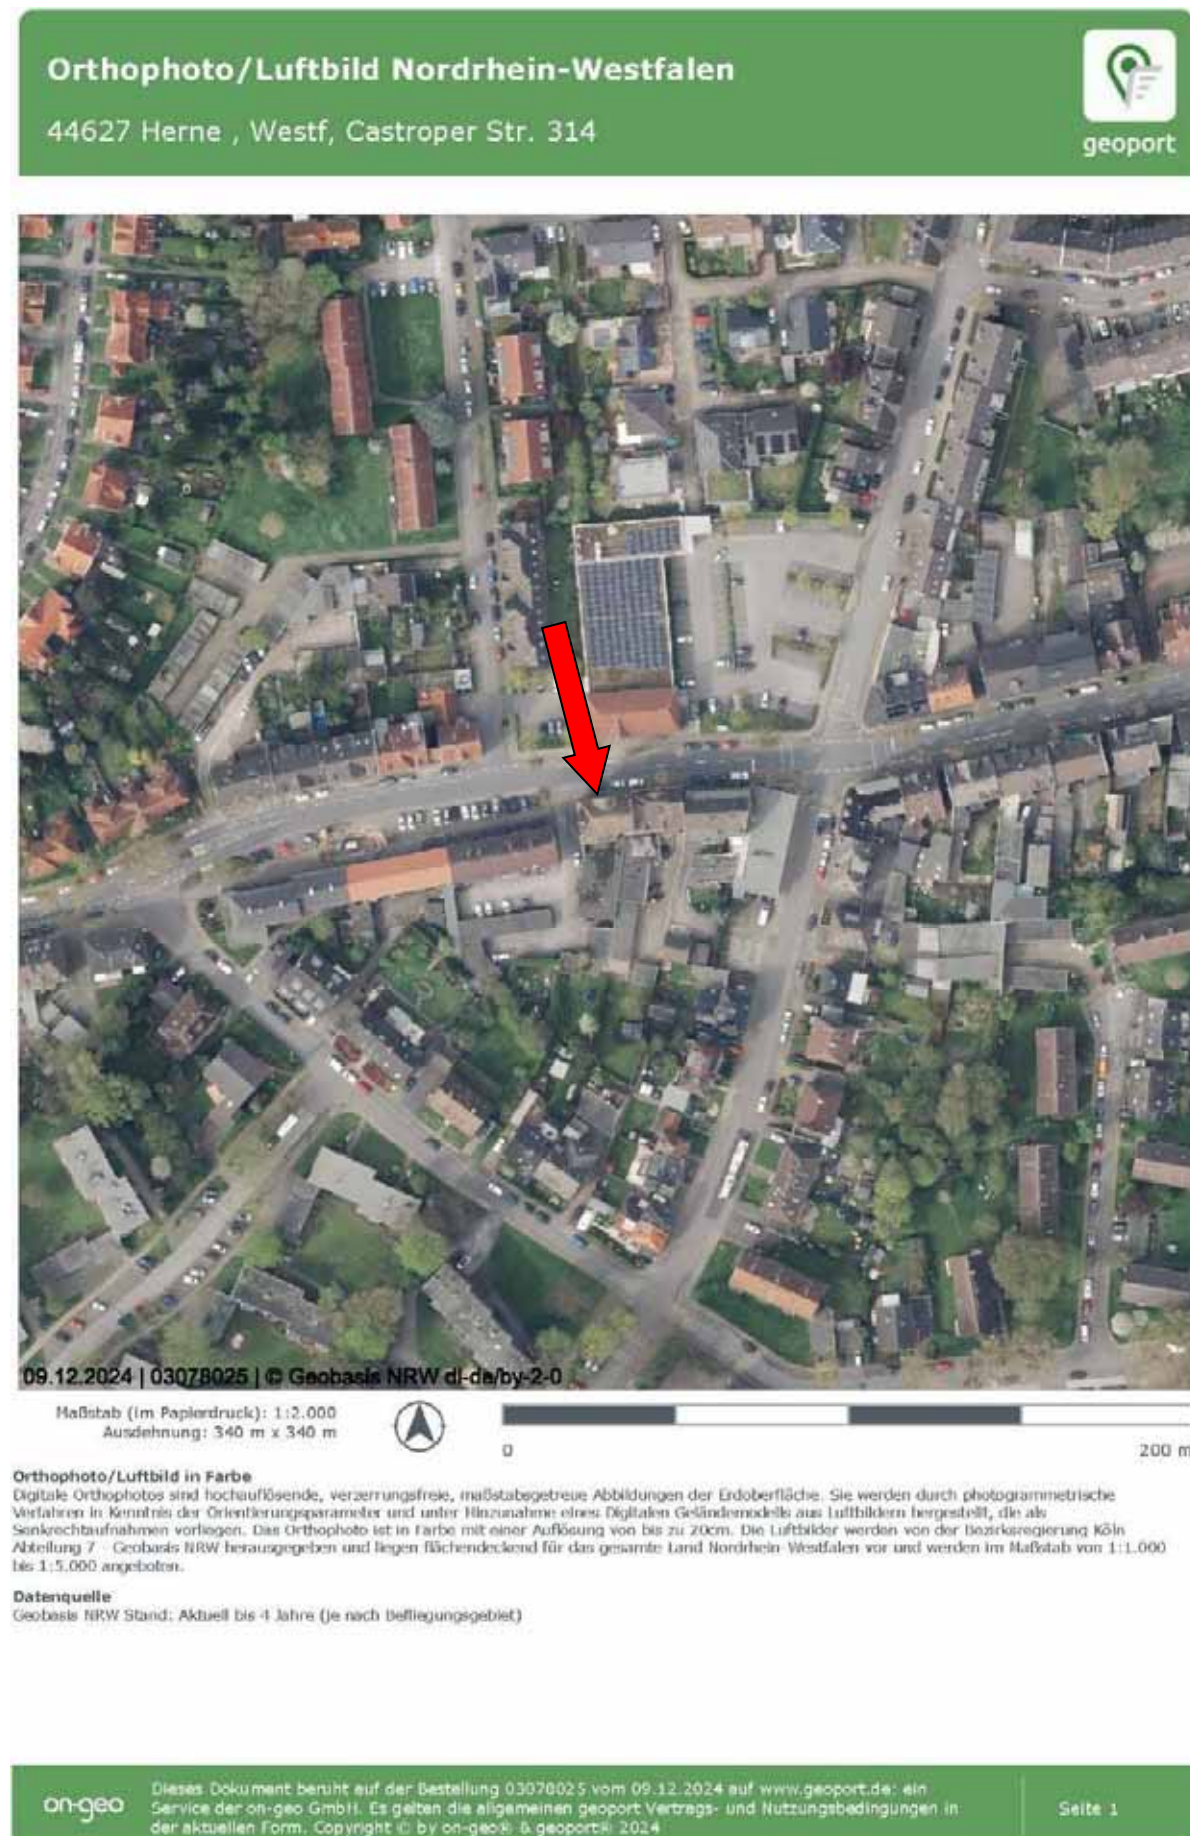 Orthophoto/Luftbild Nordrhein-Westfalen
44627 Herne , Westf, Castroper Str. 314
geoport
09.12.2024 | 03078025 | © Geobasis NRW dl-de/by-2-0
Maßstab (im Papierdruck): 1:2.000
Ausdehnung: 340 m x 340 m
0
200 m
Orthophoto/Luftbild in Farbe
Digitale Orthophotos sind hochauflösende, verzerrungsfreie, maßstabsgetreue Abbildungen der Erdoberfläche. Sie werden durch photogrammetrische
Verfahren in Kenntnis der Orientierungsparameter und unter Hinzunahme eines Digitalen Geländemodells aus Luftbildern hergestellt, die als
Senkrechtaufnahmen vorliegen. Das Orthophoto ist in Farbe mit einer Auflösung von bis zu 20cm. Die Luftbilder werden von der Bezirksregierung Köln
Abteilung 7 Geobasis NRW herausgegeben und liegen flächendeckend für das gesamte Land Nordrhein-Westfalen vor und werden im Maßstab von 1:1.000
bis 1:5.000 angeboten.
Datenquelle
Geobasis NRW Stand: Aktuell bis 4 Jahre (je nach Befliegungsgebiet)
on-geo
Dieses Dokument beruht auf der Bestellung 03078025 vom 09.12.2024 auf www.geoport.de: ein
Service der on-geo GmbH. Es gelten die allgemeinen geoport Vertrags- und Nutzungsbedingungen in
der aktuellen Form. Copyright © by on-geo® & geoport® 2024
Seite 1